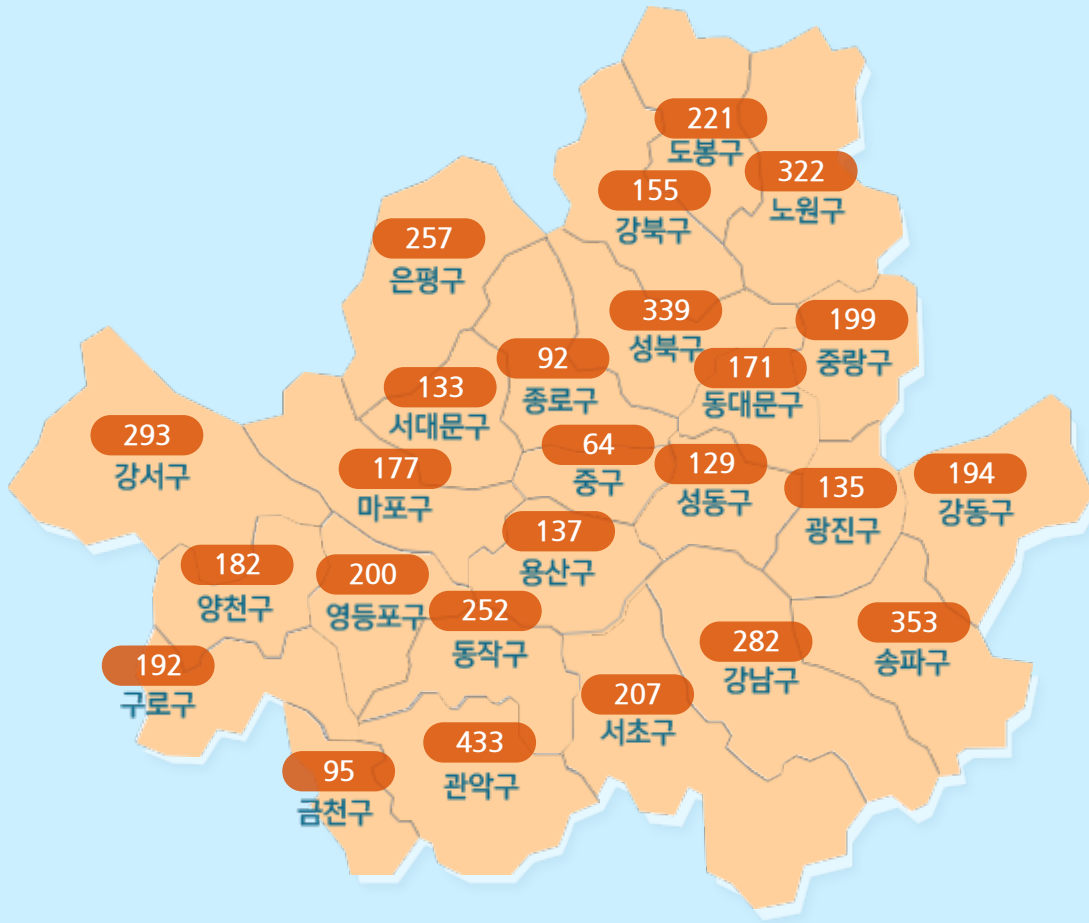 221
도봉구
322
노원구
155
강북구
257
은평구
339
성북구
199
중랑구
92
종로구
171
동대문구
133
서대문구
293
강서구
64
중구
129
성동구
177
마포구
135
광진구
194
강동구
137
용산구
182
양천구
200
영등포구
252
동작구
353
송파구
282
강남구
192
구로구
207
서초구
433
관악구
95
금천구